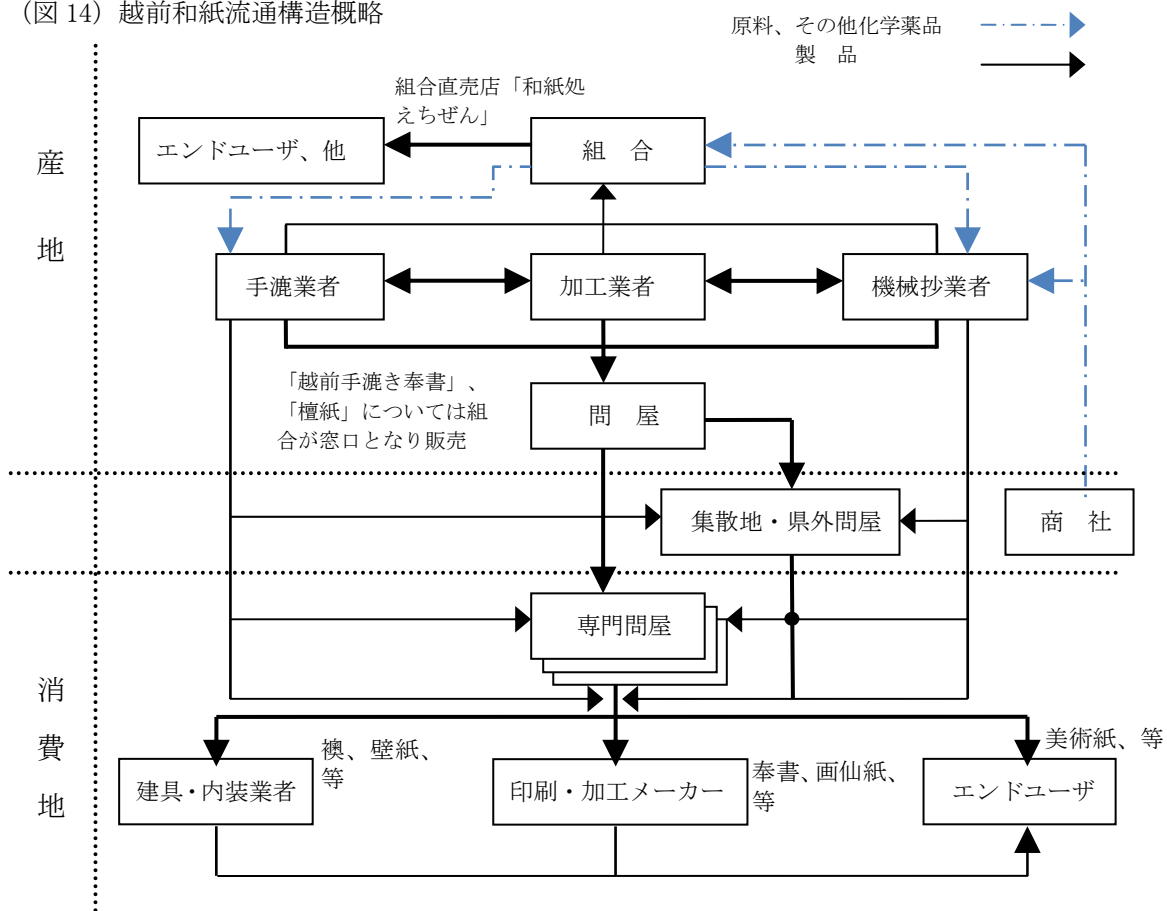 （図 14）越前和紙流通構造概略
原料、その他化学薬品
製　品
産
地
組合直売店「和紙処
えちぜん」
エンドユーザ、他
組　合
手漉業者
加工業者
機械抄業者
「越前手漉き奉書」、
「檀紙」については組
合が窓口となり販売
問　屋
集散地・県外問屋
商　社
専門問屋
消
費
地
襖、壁紙、
等
奉書、画仙紙、
等
美術紙、等
建具・内装業者
印刷・加工メーカー
エンドユーザ